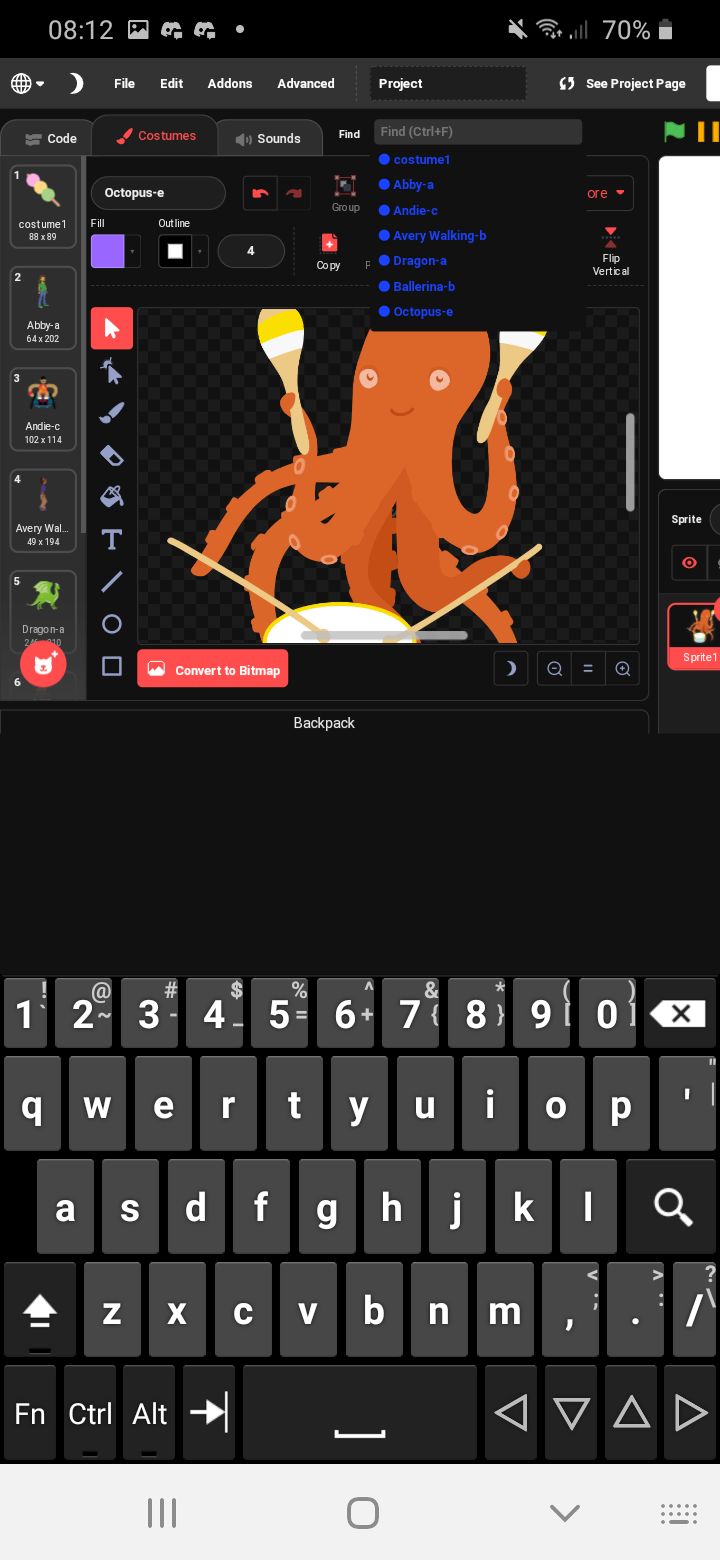 08:12 70%
File Edit Addons Advanced Project See Project Page
Code Costumes Sounds Find Find (Ctrl+F)
costume1
Abby-a
Andie-c
Avery Walking-b
Dragon-a
Ballerina-b
Octopus-e
1
costume1
88 x 89
2
Abby-a
64 x 202
3
Andie-c
102 x 114
4
Avery Wal...
49 x 194
5
Dragon-a
6
Octopus-e
Group
ore
Fill Outline
4
Copy
Flip
Vertical
Convert to Bitmap
Sprite
Sprite1
Backpack
1 ! ` 2 @ ~ 3 # - 4 $ _ 5 % = 6 ^ + 7 & { 8 * } 9 ( [ 0 ) ]
q w e r t y u i o p ' " |
a s d f g h j k l
z x c v b n m , < ; . > : / ? \
Fn Ctrl Alt